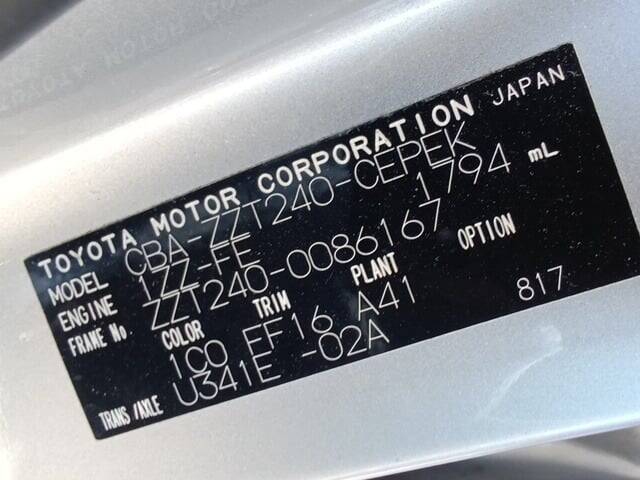 TOYOTA MOTOR CORPORATION JAPAN
MODEL CBA-ZZT240-CEPEK
ENGINE 1ZZ-FE 1794 mL
FRAME No. ZZT240-0086167
COLOR TRIM PLANT OPTION
1C0 FF16 A41 817
TRANS/AXLE U341E -02A